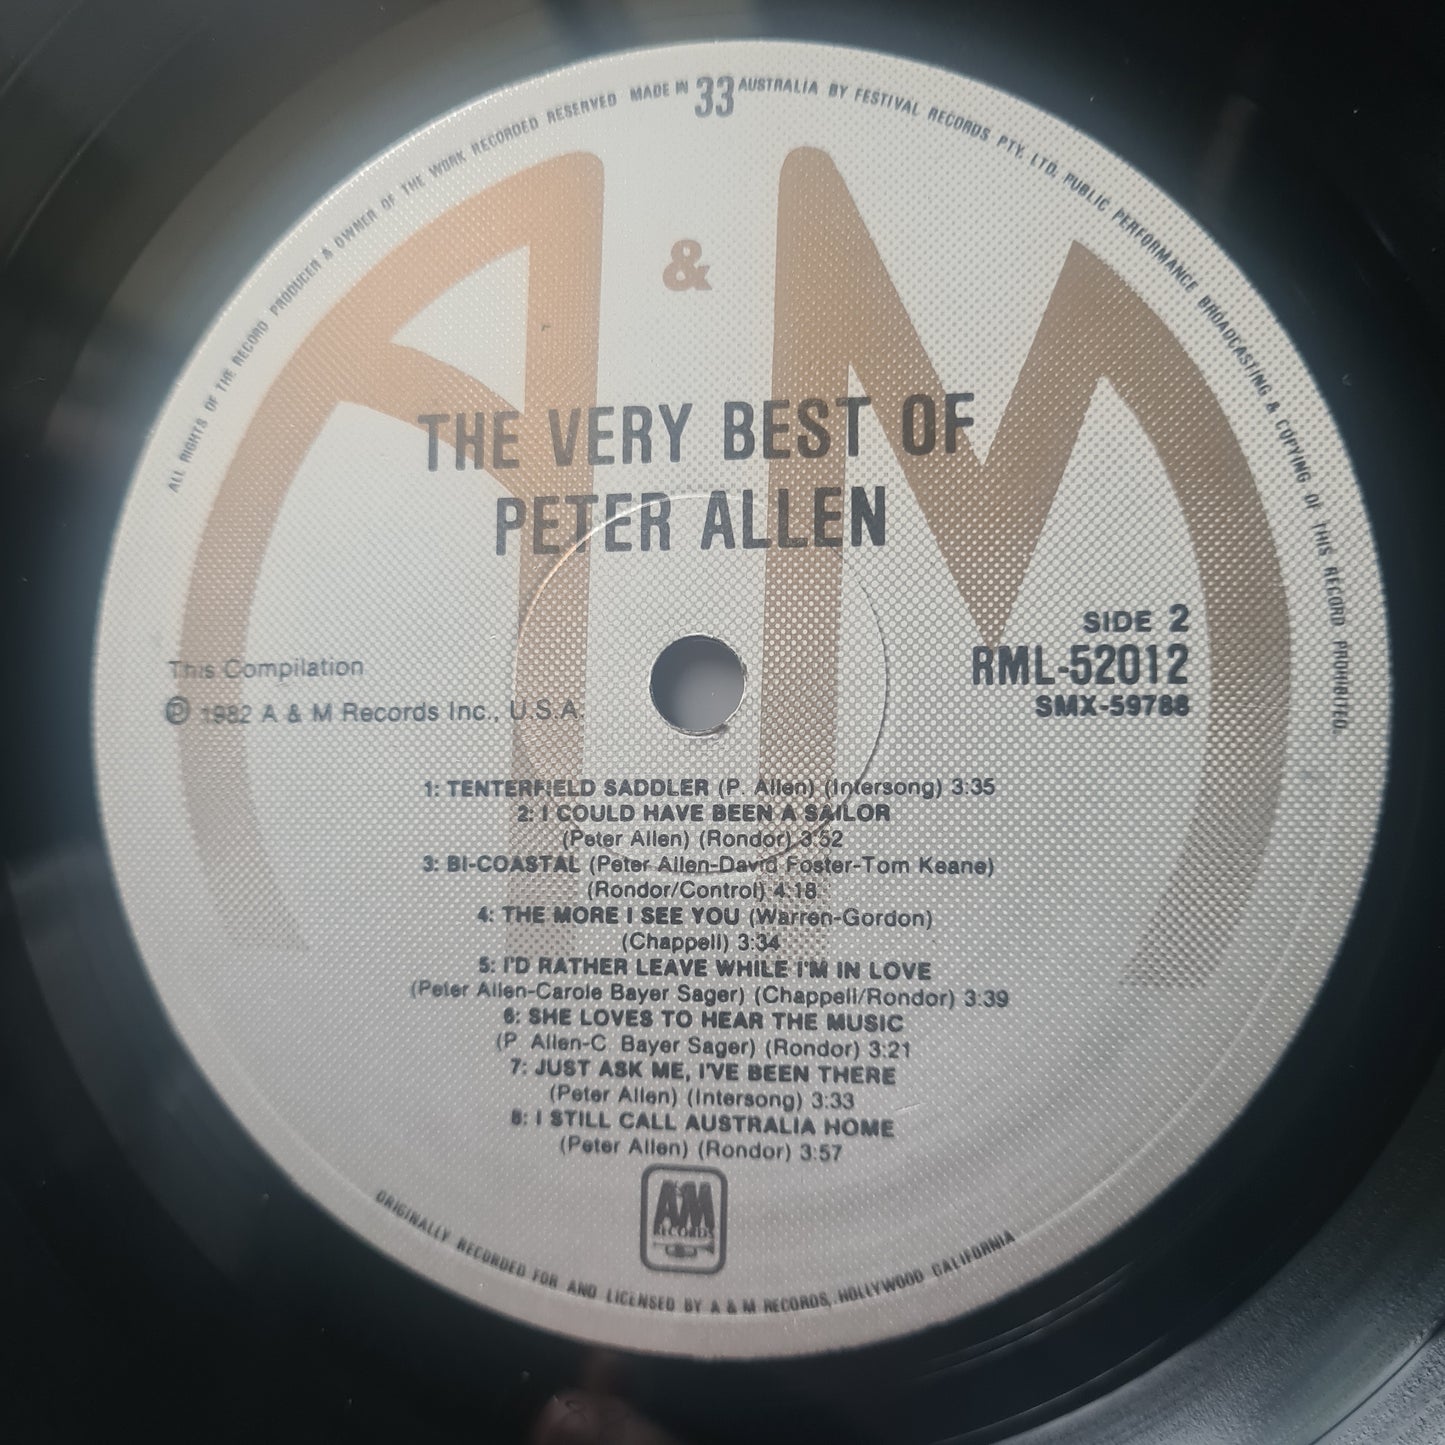 ALL RIGHTS OF THE RECORD PRODUCER & OWNER OF THE WORK RECORDED RESERVED MADE IN 33 AUSTRALIA BY FESTIVAL RECORDS PTY. LTD. PUBLIC PERFORMANCE BROADCASTING & COPYING OF THIS RECORD PROHIBITED.
A & M
THE VERY BEST OF
PETER ALLEN
SIDE 2
RML-52012
SMX-59788
This Compilation
℗ 1982 A & M Records Inc., U.S.A.
1: TENTERFIELD SADDLER (P. Allen) (Intersong) 3:35
2: I COULD HAVE BEEN A SAILOR
(Peter Allen) (Rondor) 3:52
3: BI-COASTAL (Peter Allen-David Foster-Tom Keane)
(Rondor/Control) 4:18
4: THE MORE I SEE YOU (Warren-Gordon)
(Chappell) 3:34
5: I'D RATHER LEAVE WHILE I'M IN LOVE
(Peter Allen-Carole Bayer Sager) (Chappell/Rondor) 3:39
6: SHE LOVES TO HEAR THE MUSIC
(P. Allen-C. Bayer Sager) (Rondor) 3:21
7: JUST ASK ME, I'VE BEEN THERE
(Peter Allen) (Intersong) 3:33
8: I STILL CALL AUSTRALIA HOME
(Peter Allen) (Rondor) 3:57
A&M
RECORDS
ORIGINALLY RECORDED FOR AND LICENSED BY A & M RECORDS, HOLLYWOOD CALIFORNIA